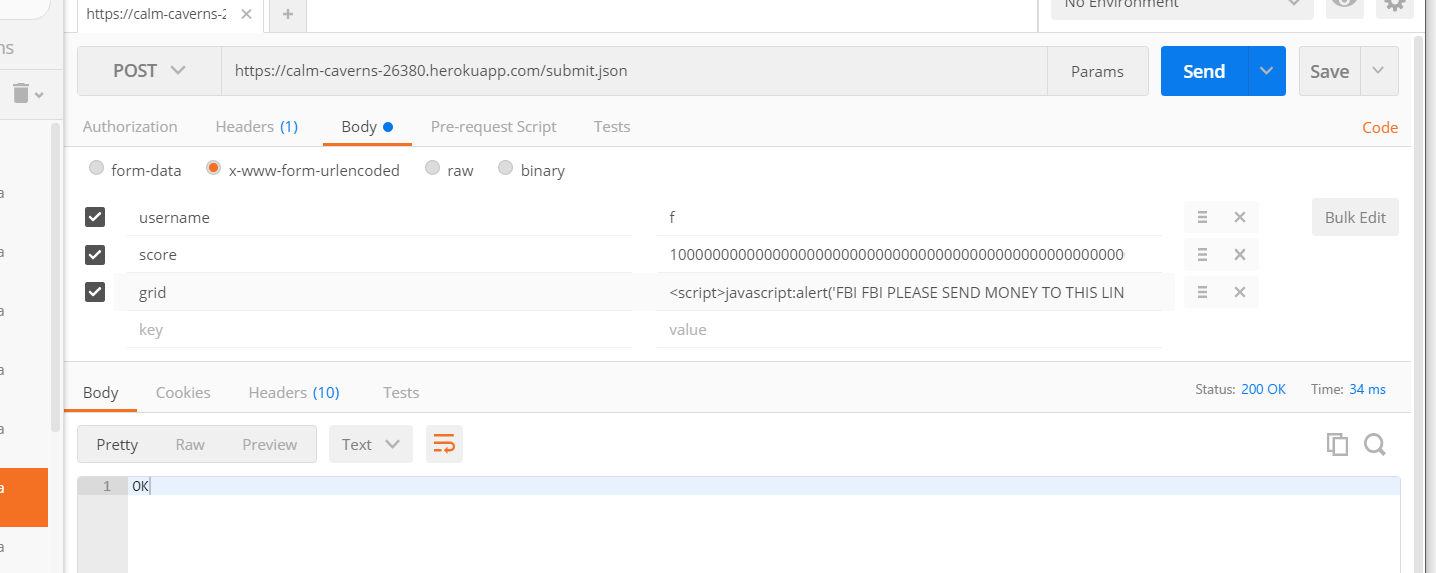 https://calm-caverns-2
No Environment
ns
POST https://calm-caverns-26380.herokuapp.com/submit.json Params Send Save
Authorization Headers (1) Body Pre-request Script Tests Code
form-data x-www-form-urlencoded raw binary
username f Bulk Edit
score
grid <script>javascript:alert('FBI FBI PLEASE SEND MONEY TO THIS LIN
key value
Body Cookies Headers (10) Tests Status: 200 OK Time: 34 ms
Pretty Raw Preview Text
1 OK
a
a
a
a
a
a
a